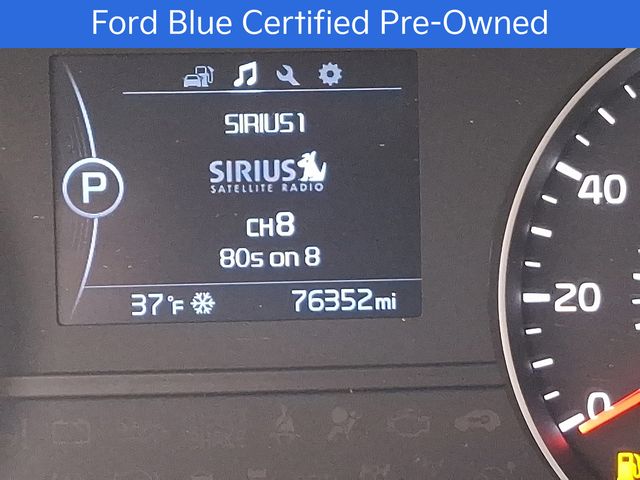 Ford Blue Certified Pre-Owned
SIRIUS1
SIRIUS
SATELLITE RADIO
P
CH8
80s on 8
37°F 76352mi
40
20
0